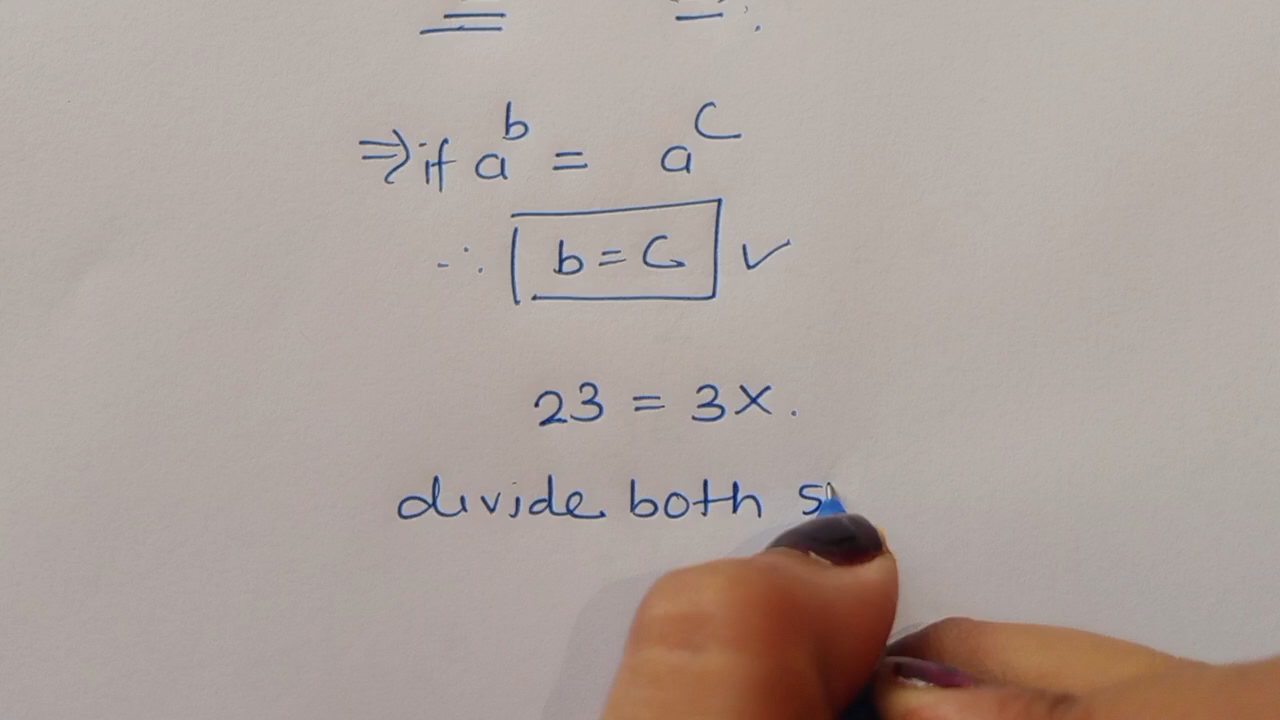 ⇒ if a^b = a^c
∴ b = c ✓
23 = 3x.
divide both s